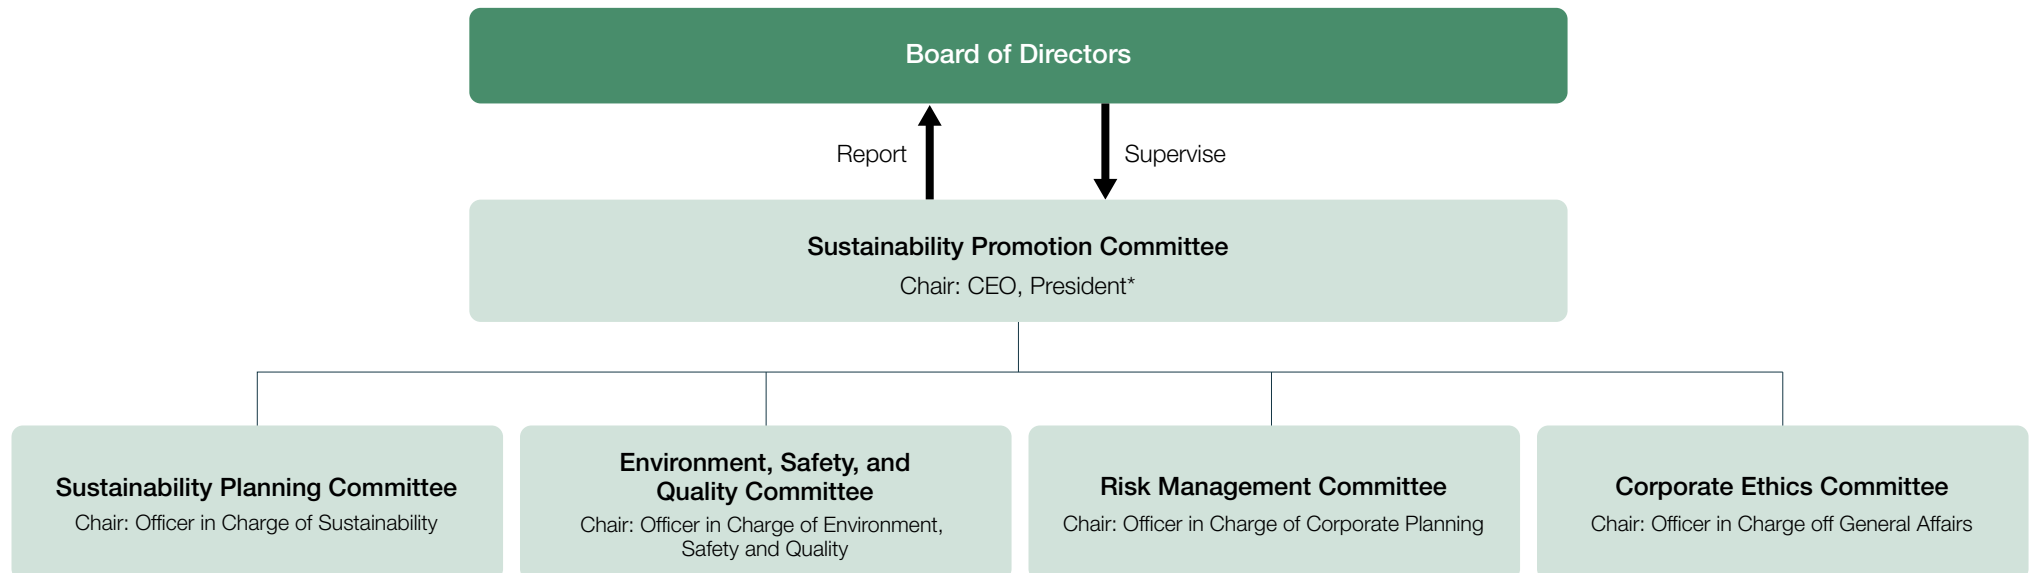 Board of Directors
Report
Supervise
Sustainability Promotion Committee
Chair: CEO, President*
Sustainability Planning Committee
Chair: Officer in Charge of Sustainability
Environment, Safety, and
Quality Committee
Chair: Officer in Charge of Environment,
Safety and Quality
Risk Management Committee
Chair: Officer in Charge of Corporate Planning
Corporate Ethics Committee
Chair: Officer in Charge off General Affairs